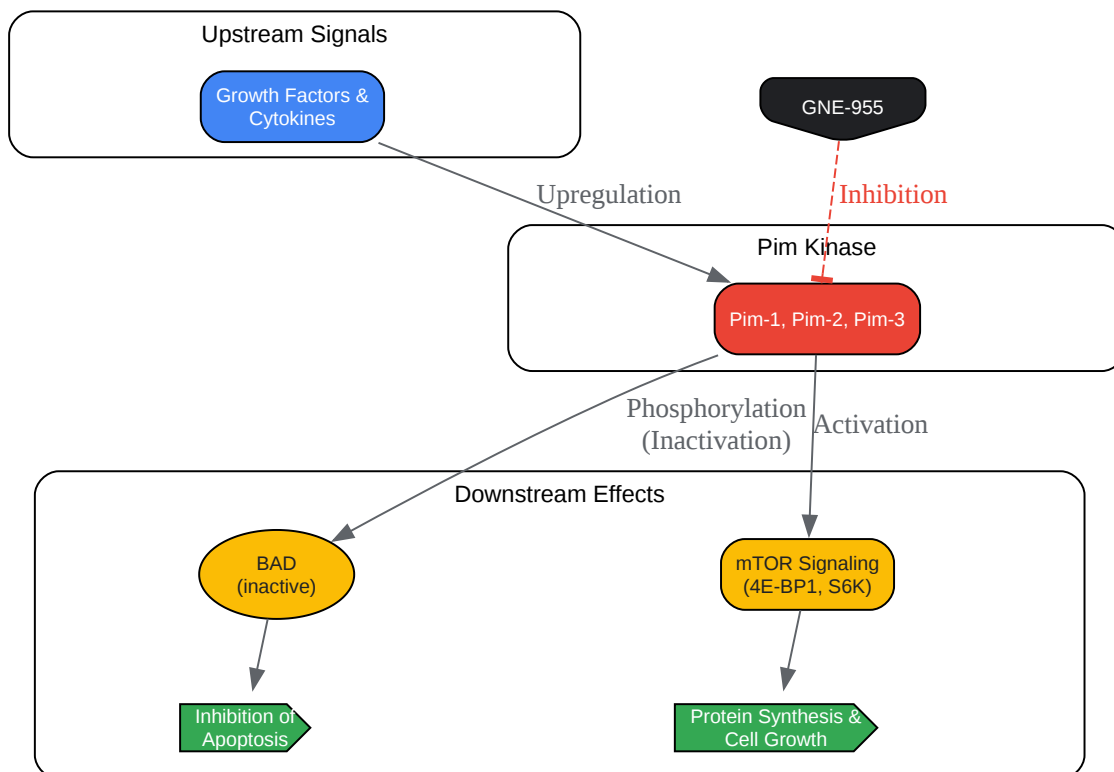 Upstream Signals
Growth Factors &
Cytokines
GNE-955
Upregulation
Inhibition
Pim Kinase
Pim-1, Pim-2, Pim-3
Phosphorylation
(Inactivation)
Activation
Downstream Effects
BAD
(inactive)
mTOR Signaling
(4E-BP1, S6K)
Inhibition of
Apoptosis
Protein Synthesis &
Cell Growth